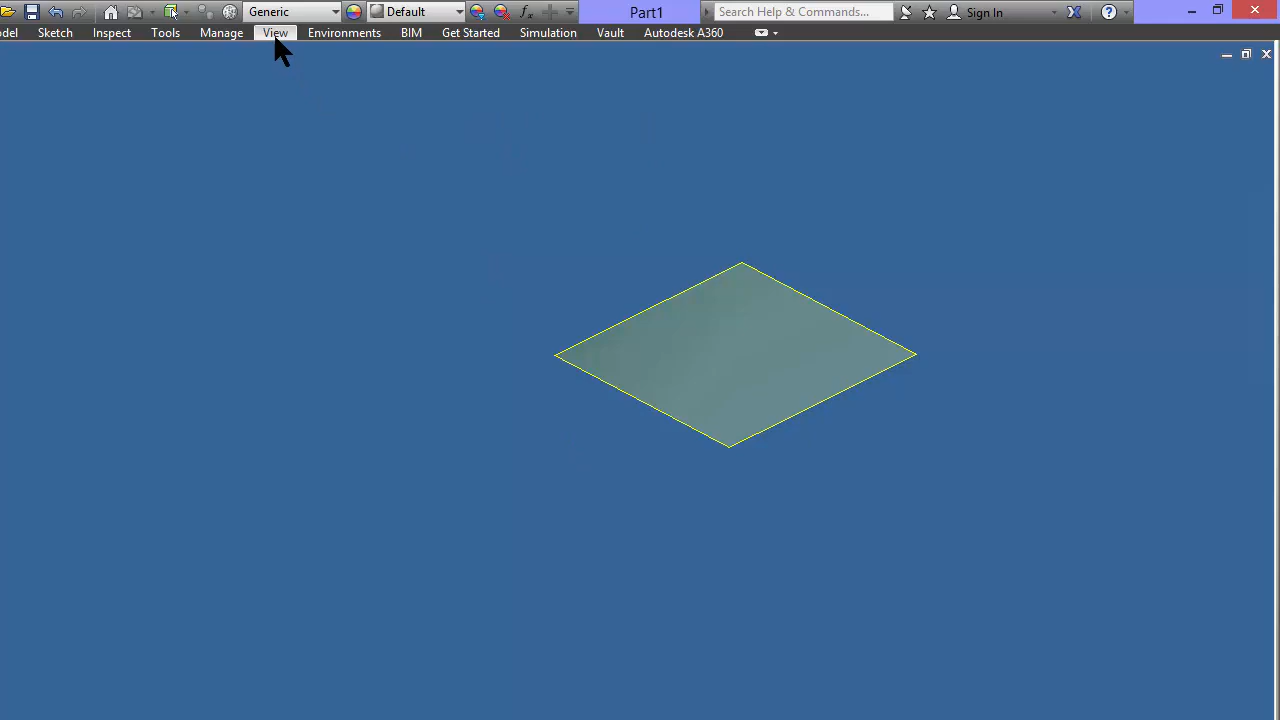 Generic Default Part1 Search Help & Commands... Sign In
del Sketch Inspect Tools Manage View Environments BIM Get Started Simulation Vault Autodesk A360